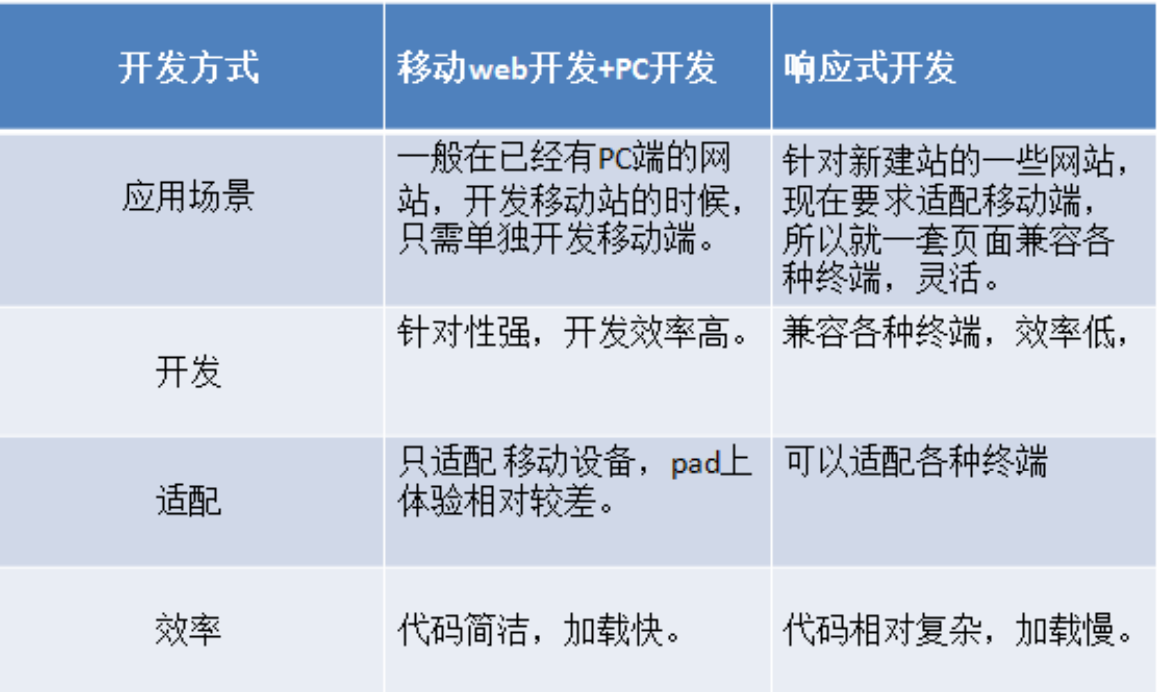 开发方式
移动web开发+PC开发
响应式开发
应用场景
一般在已经有PC端的网
站，开发移动站的时候，
只需单独开发移动端。
针对新建站的一些网站，
现在要求适配移动端，
所以就一套页面兼容各
种终端，灵活。
开发
针对性强，开发效率高。
兼容各种终端，效率低，
适配
只适配 移动设备，pad上
体验相对较差。
可以适配各种终端
效率
代码简洁，加载快。
代码相对复杂，加载慢。